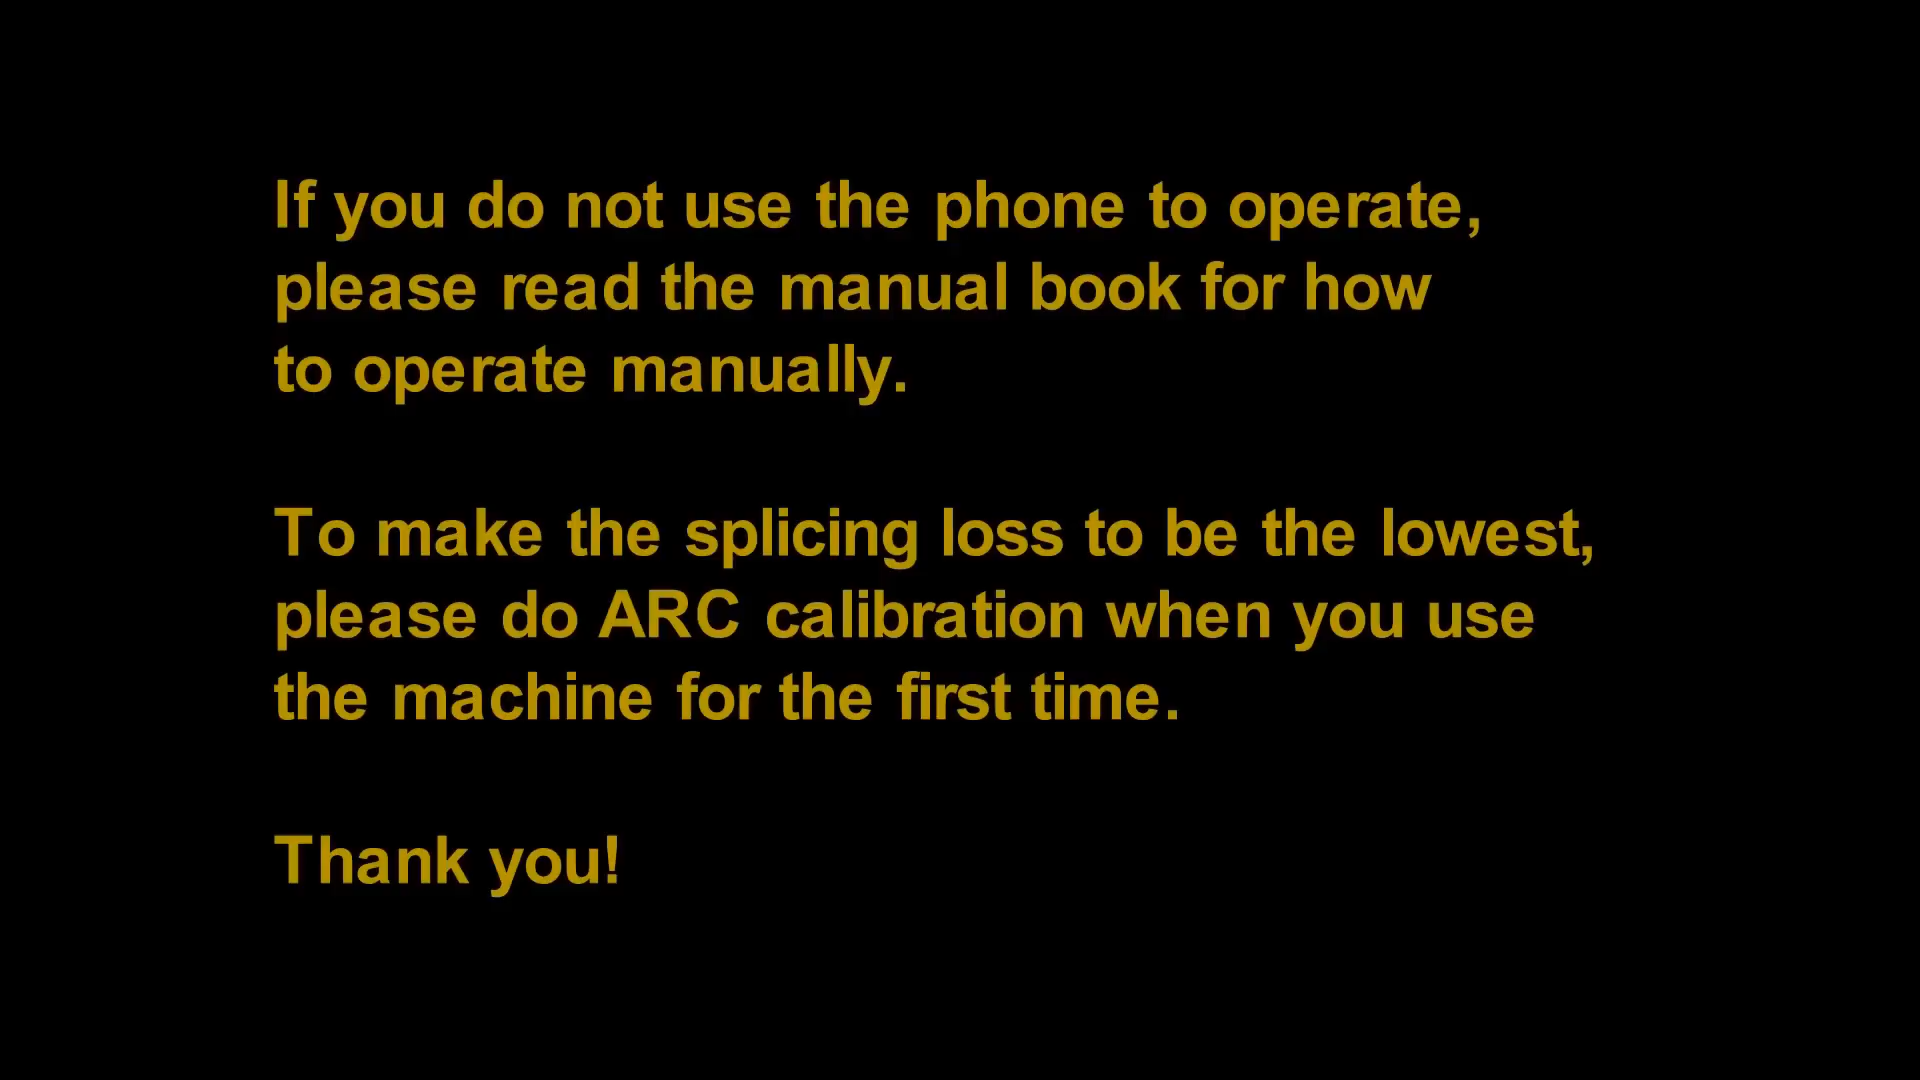 If you do not use the phone to operate,
please read the manual book for how
to operate manually.
To make the splicing loss to be the lowest,
please do ARC calibration when you use
the machine for the first time.
Thank you!